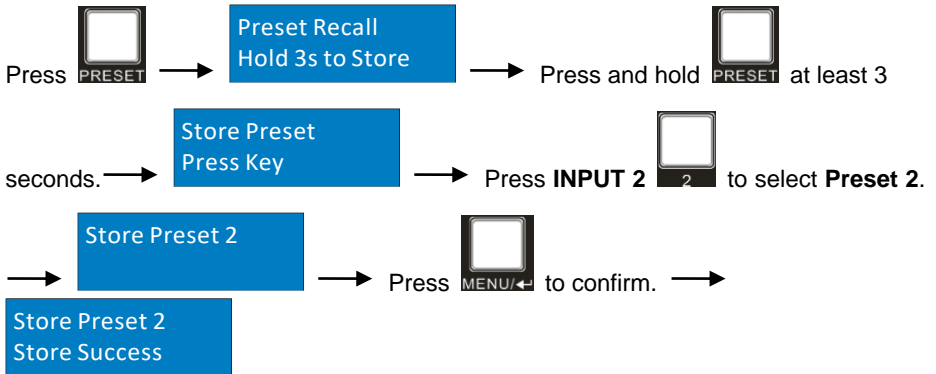 Preset Recall
Hold 3s to Store
Press PRESET → → Press and hold PRESET at least 3
Store Preset
Press Key
seconds. → → Press INPUT 2 2 to select Preset 2.
Store Preset 2
→ → Press MENU/↵ to confirm. →
Store Preset 2
Store Success